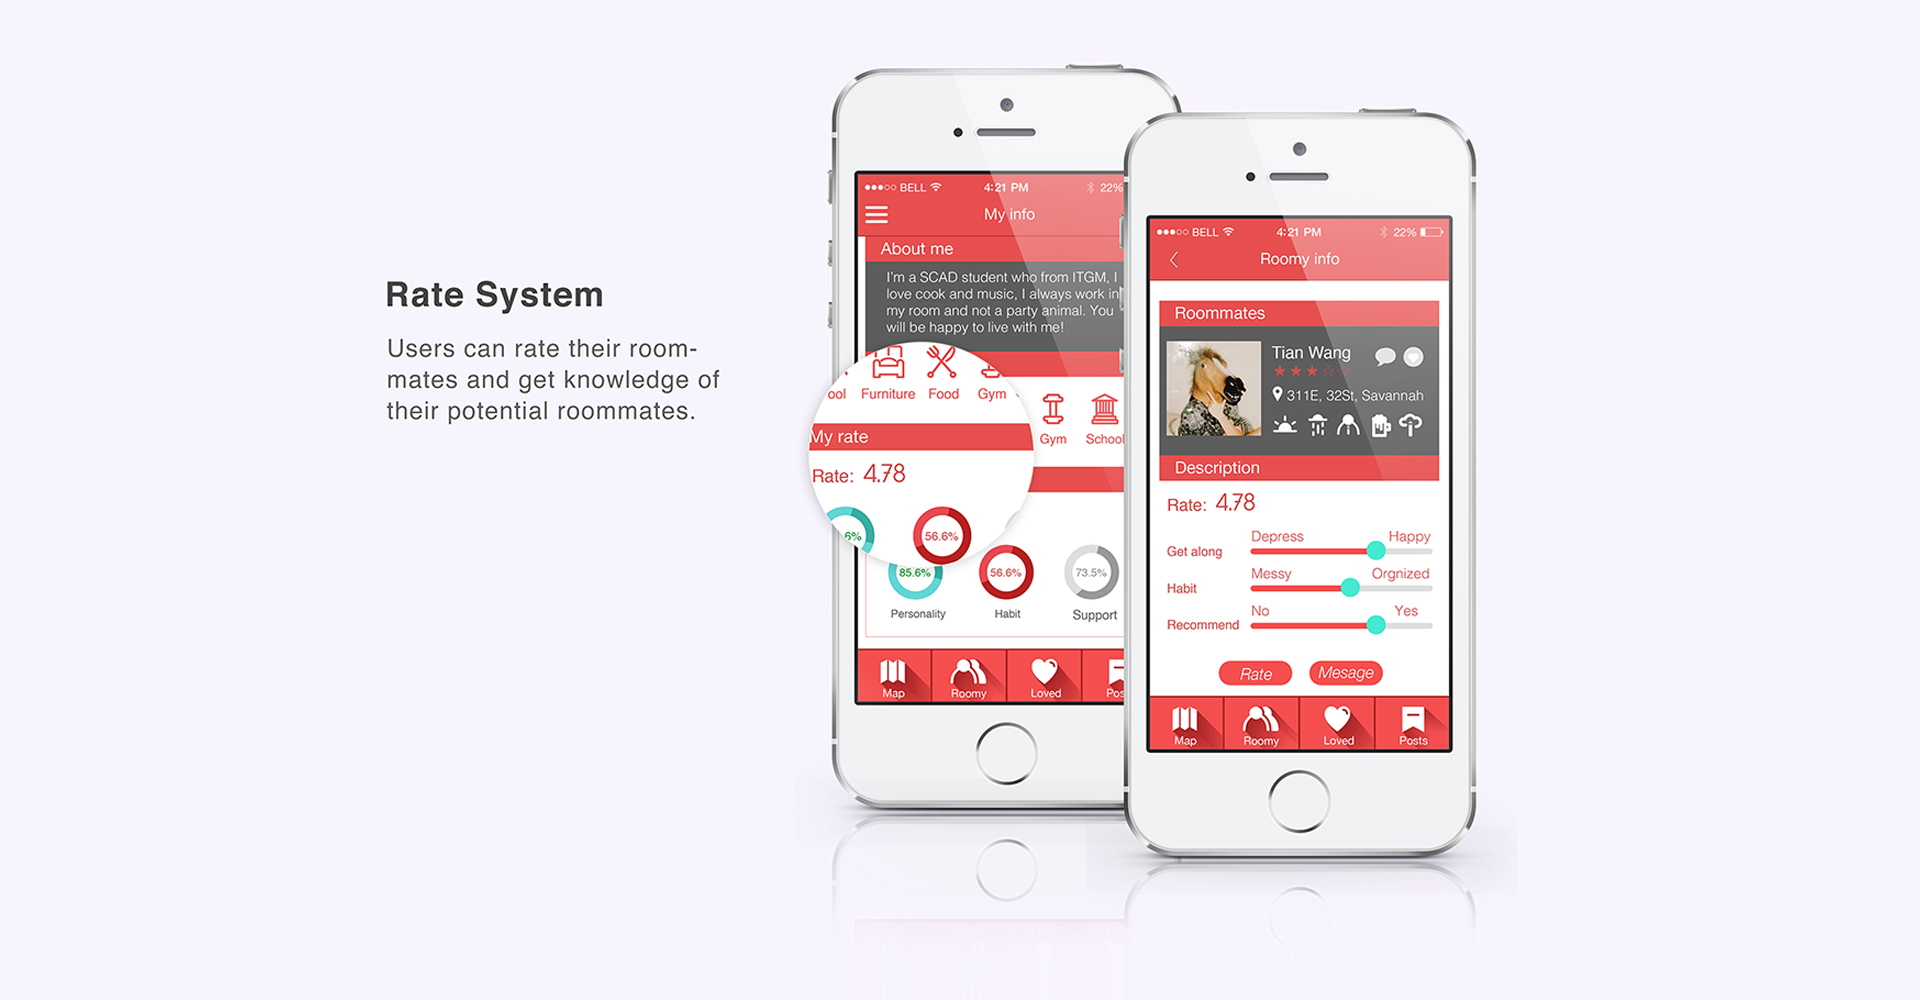 Rate System
Users can rate their room-
mates and get knowledge of
their potential roommates.
BELL 4:21 PM 22%
My info
About me
I'm a SCAD student who from ITGM, I
love cook and music, I always work in
my room and not a party animal. You
will be happy to live with me!
Furniture Food Gym
Gym School
My rate
Rate: 4.78
6% 56.6%
85.6% 56.6% 73.5%
Personality Habit Support
Map Roomy Loved
BELL 4:21 PM 22%
Roomy info
Roommates
Tian Wang
311E, 32St, Savannah
Description
Rate: 4.78
Depress Happy
Get along
Messy Orgnized
Habit
No Yes
Recommend
Rate Mesage
Map Roomy Loved Posts